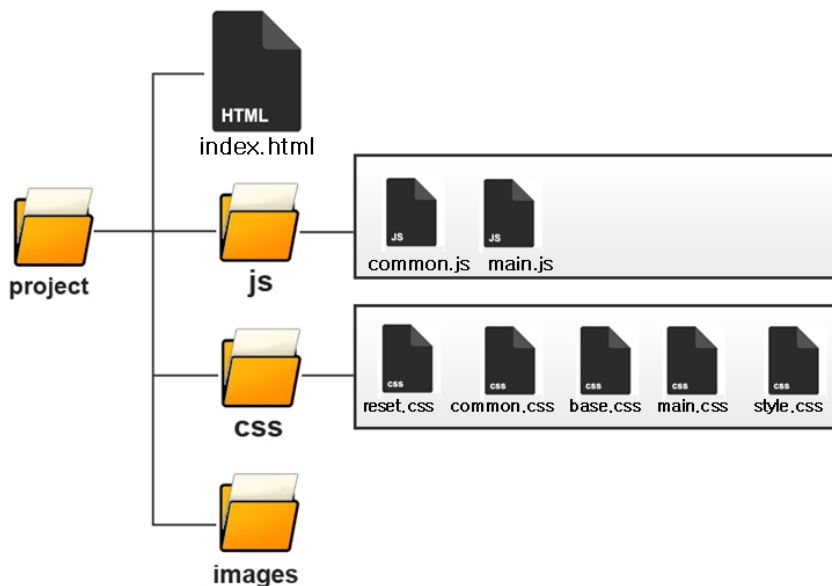 HTML
index.html
project
js
JS
JS
common.js
main.js
css
css
css
css
css
css
reset.css
common.css
base.css
main.css
style.css
images